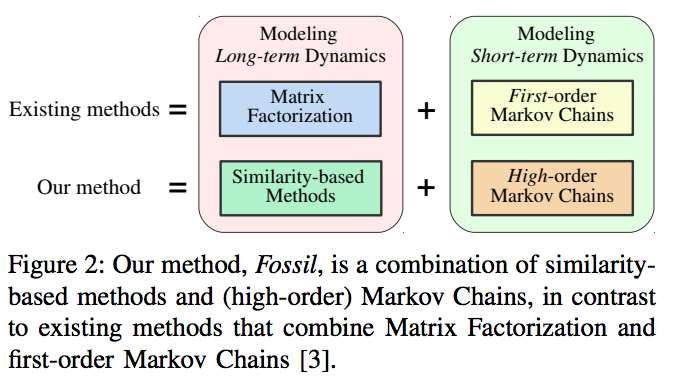 Modeling
Long-term Dynamics
Modeling
Short-term Dynamics
Existing methods = Matrix Factorization + First-order Markov Chains
Our method = Similarity-based Methods + High-order Markov Chains
Figure 2: Our method, Fossil, is a combination of similarity-
based methods and (high-order) Markov Chains, in contrast
to existing methods that combine Matrix Factorization and
first-order Markov Chains [3].